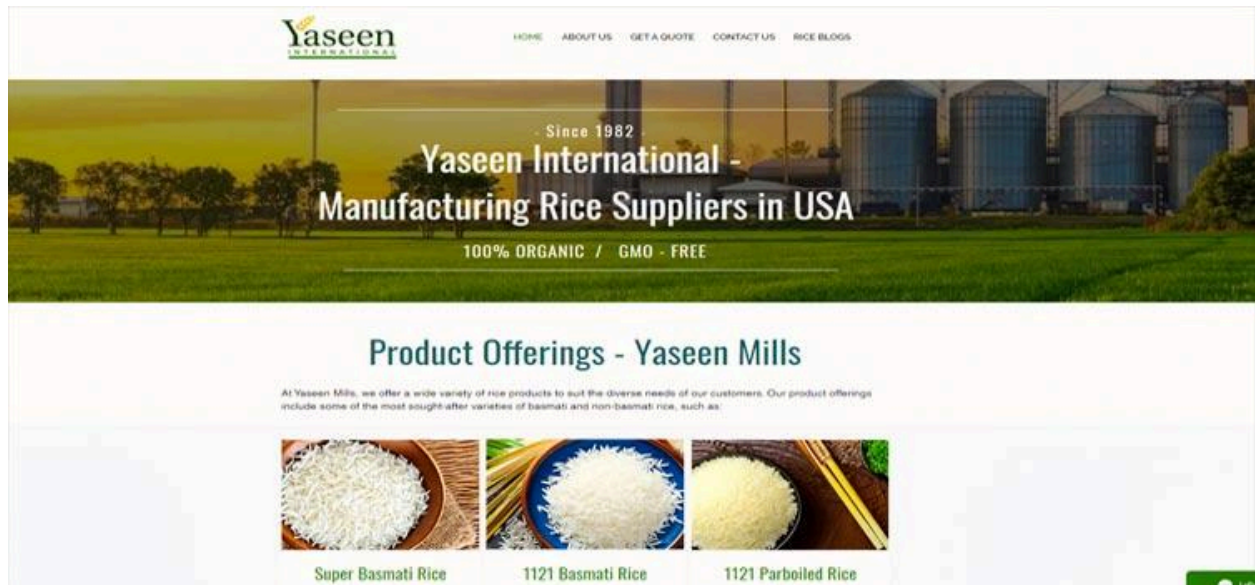 Yaseen
INTERNATIONAL
HOME ABOUT US GET A QUOTE CONTACT US RICE BLOGS
- Since 1982 -
Yaseen International -
Manufacturing Rice Suppliers in USA
100% ORGANIC / GMO - FREE
Product Offerings - Yaseen Mills
At Yaseen Mills, we offer a wide variety of rice products to suit the diverse needs of our customers. Our product offerings
include some of the most sought-after varieties of basmati and non-basmati rice, such as:
Super Basmati Rice 1121 Basmati Rice 1121 Parboiled Rice